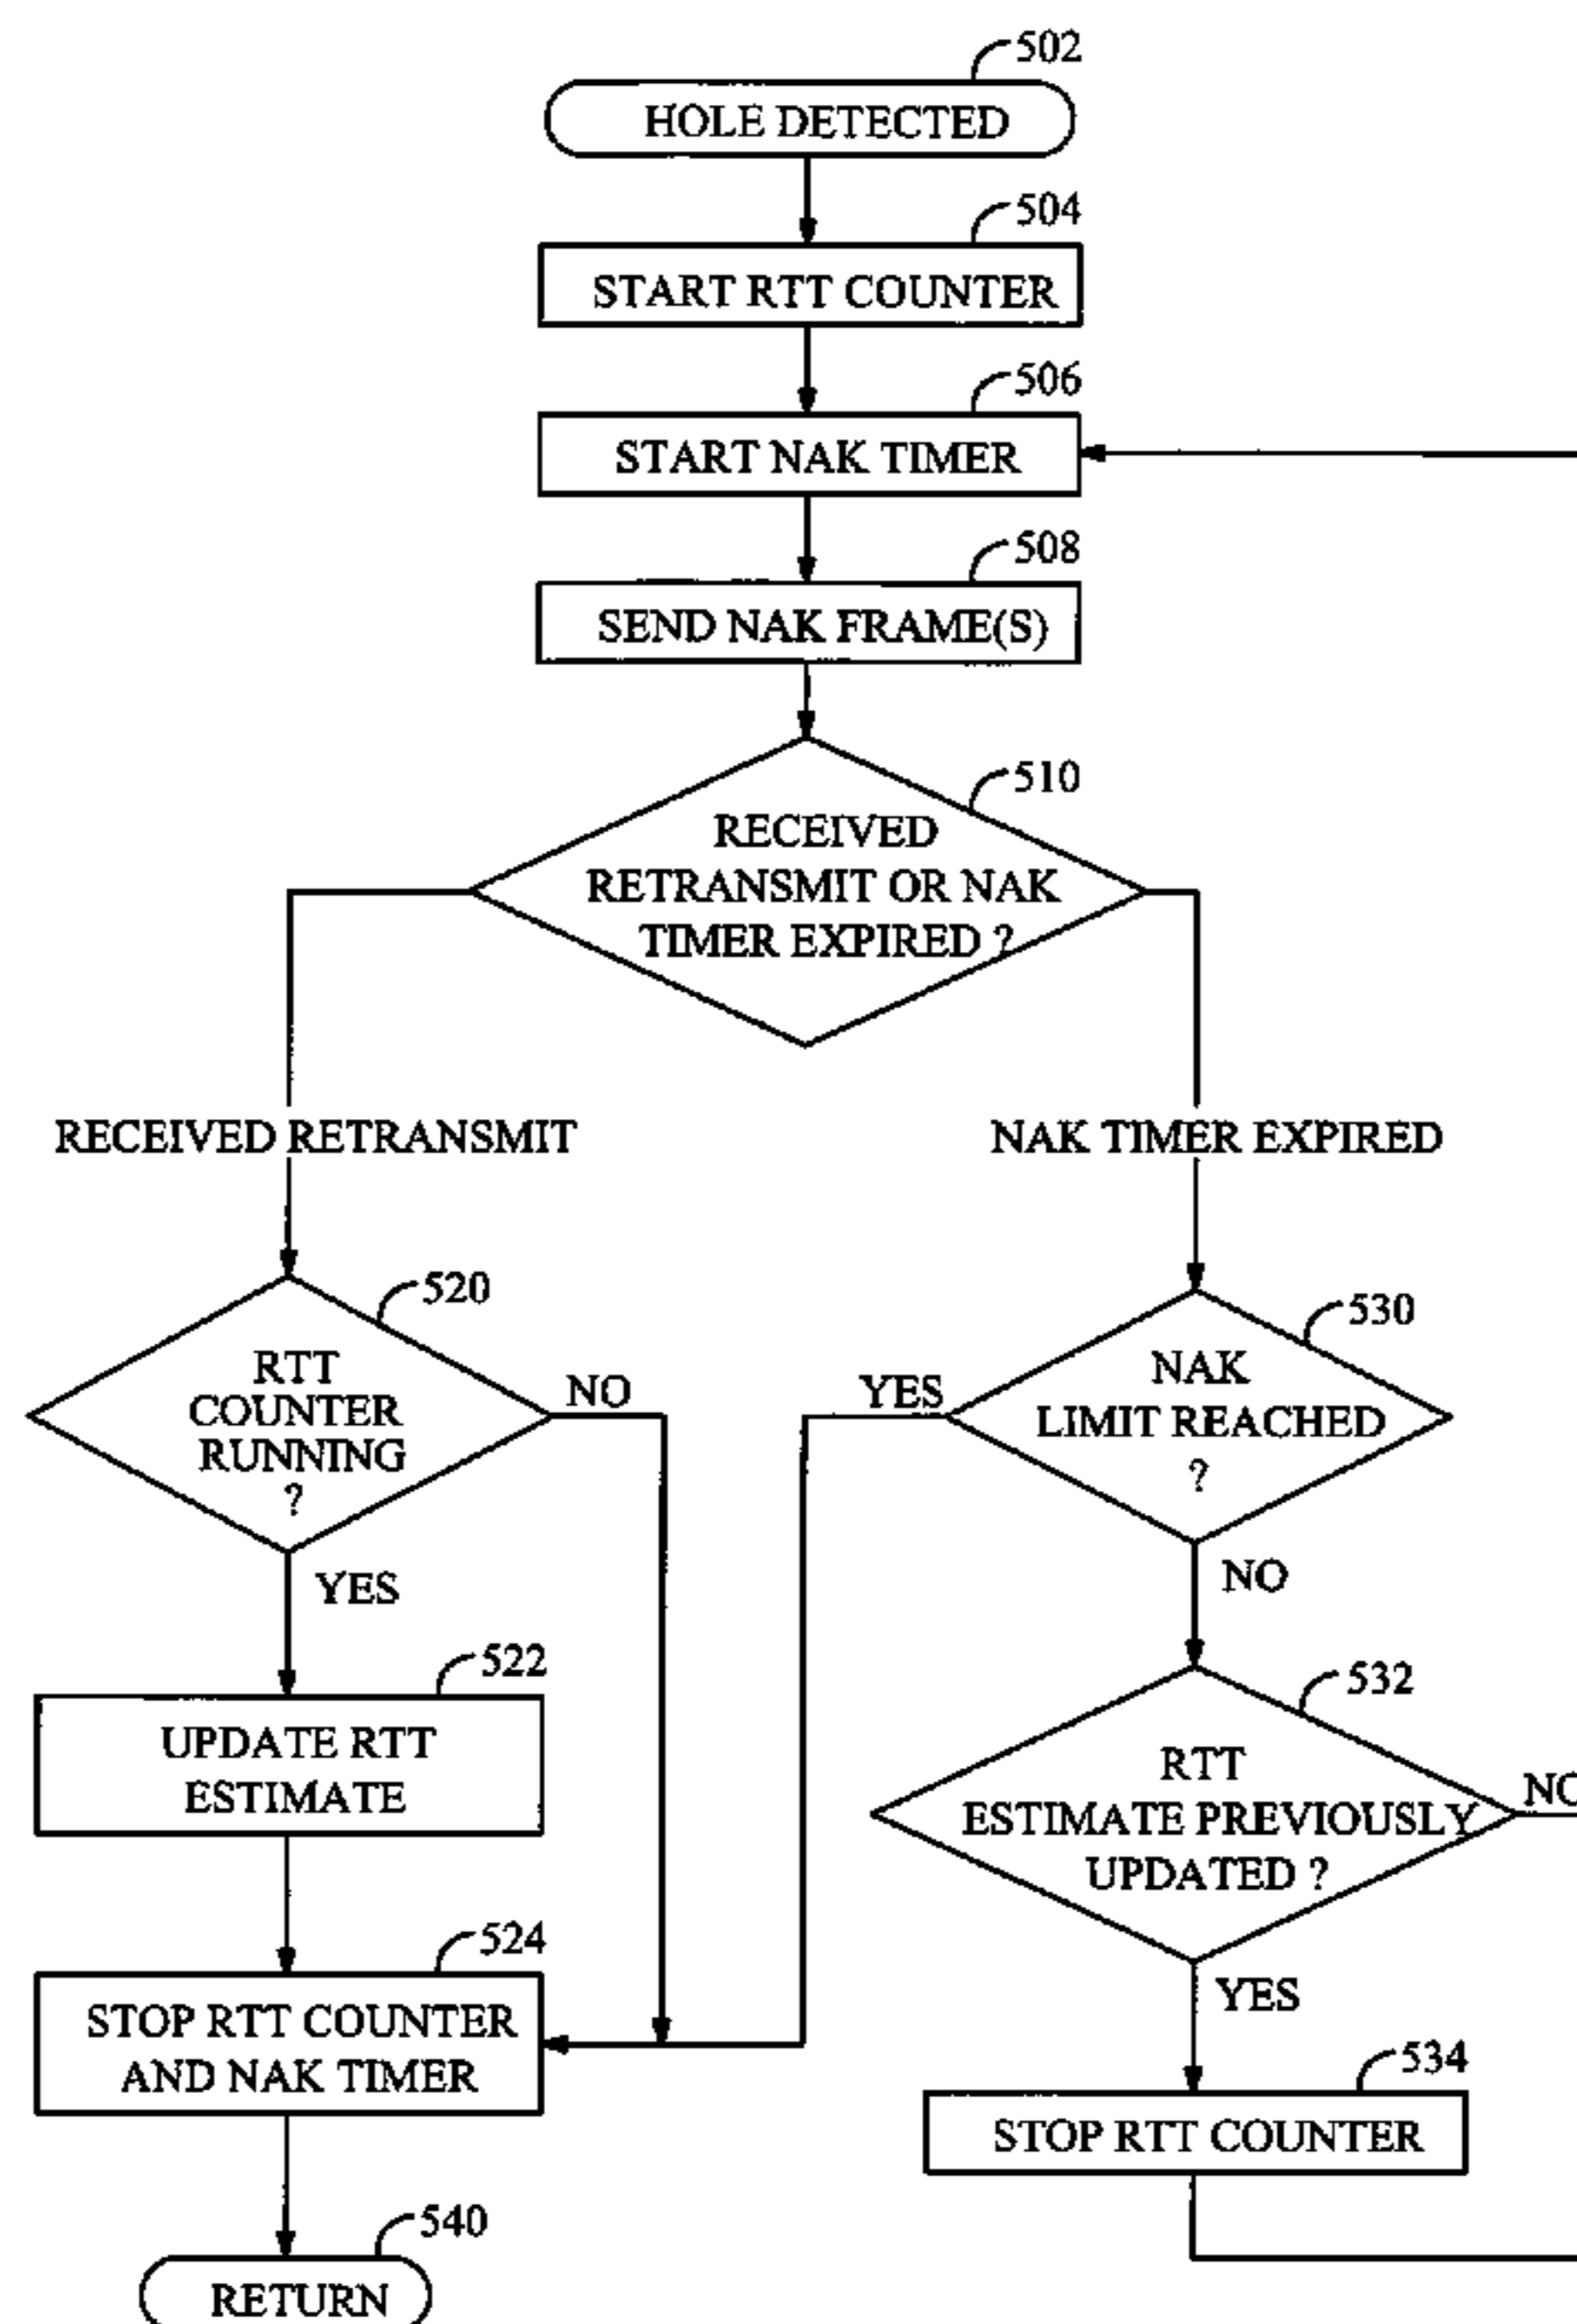 502
HOLE DETECTED
504
START RTT COUNTER
506
START NAK TIMER
508
SEND NAK FRAME(S)
510
RECEIVED
RETRANSMIT OR NAK
TIMER EXPIRED ?
RECEIVED RETRANSMIT
NAK TIMER EXPIRED
520
RTT
COUNTER
RUNNING
?
NO
YES
530
NAK
LIMIT REACHED
?
YES
NO
522
UPDATE RTT
ESTIMATE
532
RTT
ESTIMATE PREVIOUSLY
UPDATED ?
NO
YES
524
STOP RTT COUNTER
AND NAK TIMER
534
STOP RTT COUNTER
540
RETURN